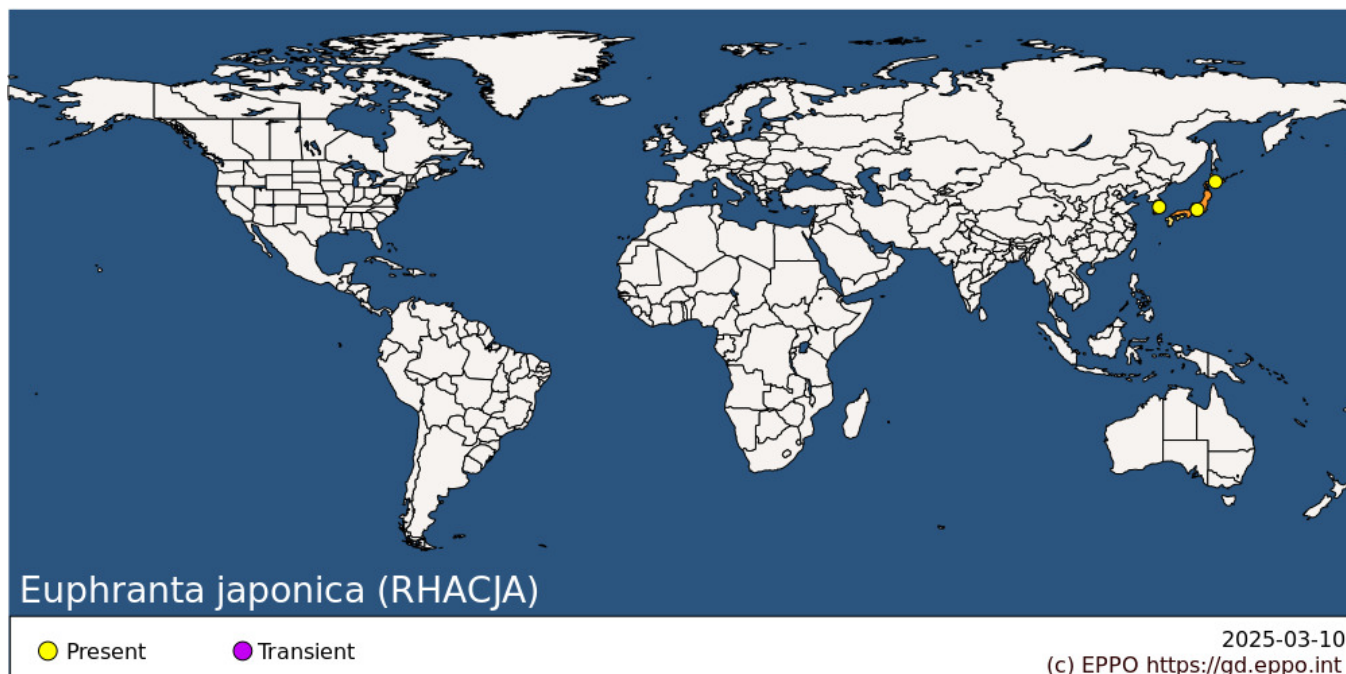 Euphranta japonica (RHACJA)
Present
Transient
2025-03-10
(c) EPPO https://gd.eppo.int